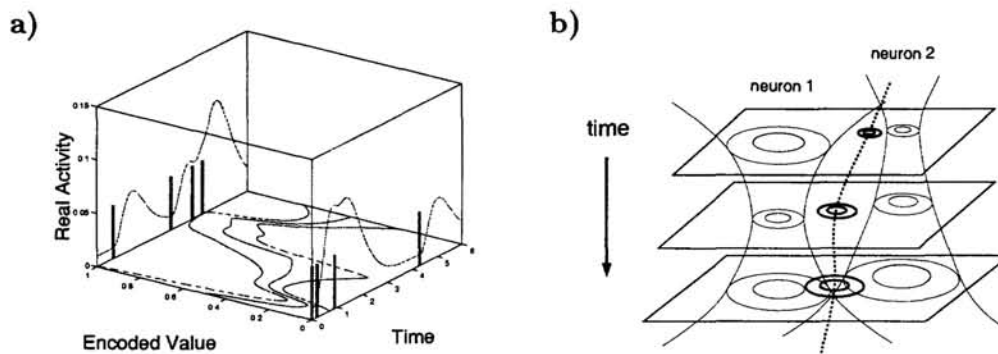 a)
Real Activity
0.15
0.1
0.05
0
1
0.8
0.6
0.4
0.2
0
Encoded Value
0
1
2
3
4
5
6
Time
b)
neuron 1
neuron 2
time